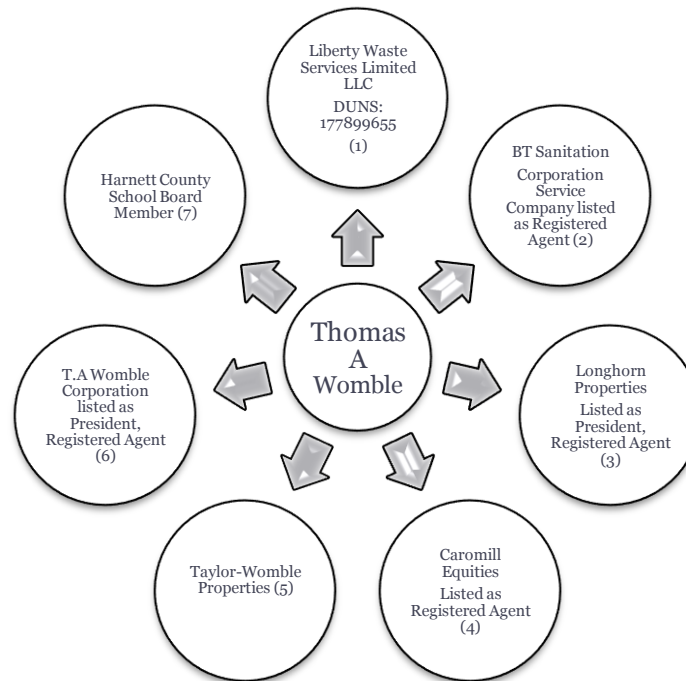 Liberty Waste
Services Limited
LLC
DUNS:
177899655
(1)
BT Sanitation
Corporation
Service
Company listed
as Registered
Agent (2)
Longhorn
Properties
Listed as
President,
Registered Agent
(3)
Caromill
Equities
Listed as
Registered Agent
(4)
Taylor-Womble
Properties (5)
T.A Womble
Corporation
listed as
President,
Registered Agent
(6)
Harnett County
School Board
Member (7)
Thomas
A
Womble